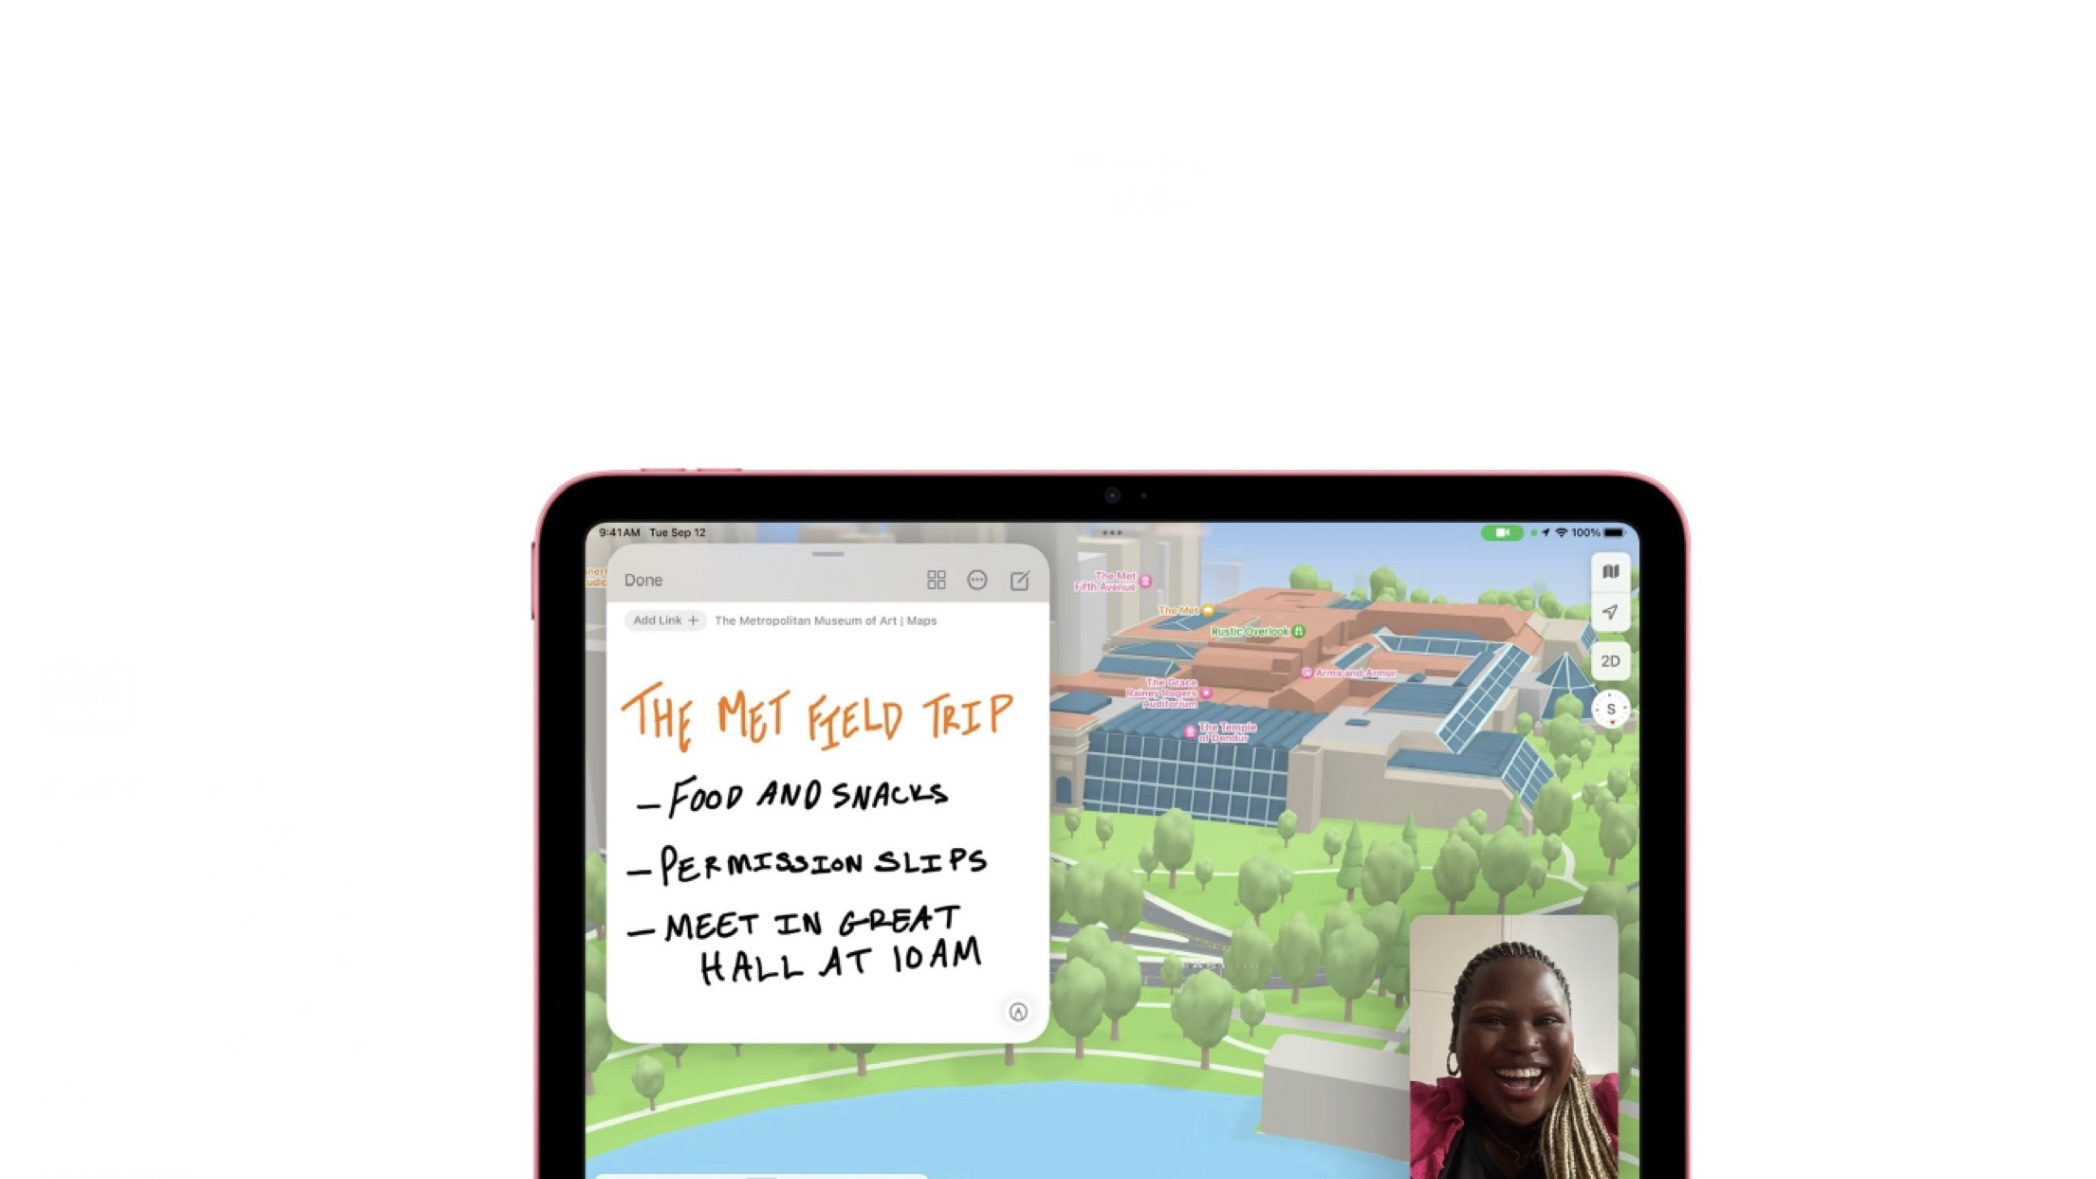 9:41AM Tue Sep 12
100%
Done
Add Link +
The Metropolitan Museum of Art | Maps
THE MET FIELD TRIP
– FOOD AND SNACKS
– PERMISSION SLIPS
– MEET IN GREAT
HALL AT 10AM
The Met
Fifth Avenue
The Met
Rustic Overlook
Arms and Armor
The Grace
Rainey Rogers
Auditorium
The Temple
of Dendur
2D
S